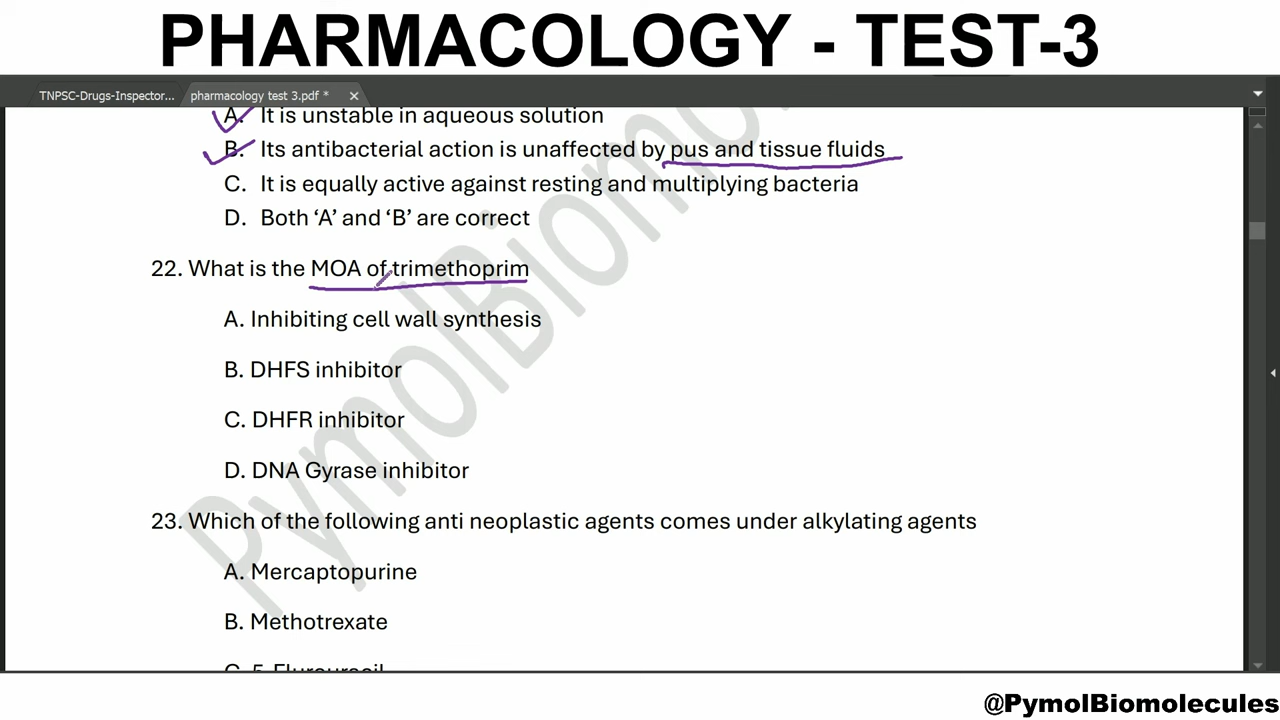 PHARMACOLOGY - TEST-3
TNPSC-Drugs-Inspector... pharmacology test 3.pdf *
A. It is unstable in aqueous solution
B. Its antibacterial action is unaffected by pus and tissue fluids
C. It is equally active against resting and multiplying bacteria
D. Both ‘A’ and ‘B’ are correct
22. What is the MOA of trimethoprim
A. Inhibiting cell wall synthesis
B. DHFS inhibitor
C. DHFR inhibitor
D. DNA Gyrase inhibitor
23. Which of the following anti neoplastic agents comes under alkylating agents
A. Mercaptopurine
B. Methotrexate
PymolBiomo
@PymolBiomolecules